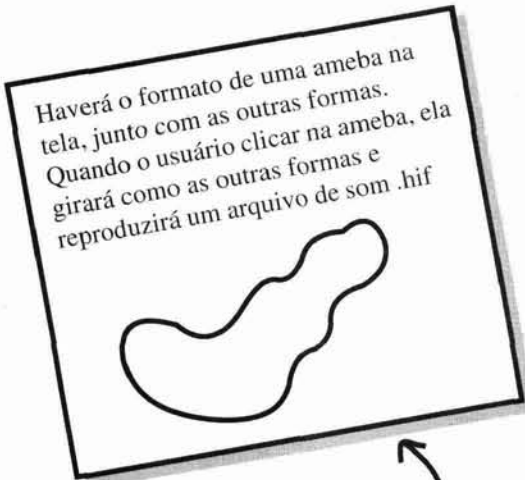 Haverá o formato de uma ameba na
tela, junto com as outras formas.
Quando o usuário clicar na ameba, ela
girará como as outras formas e
reproduzirá um arquivo de som .hif